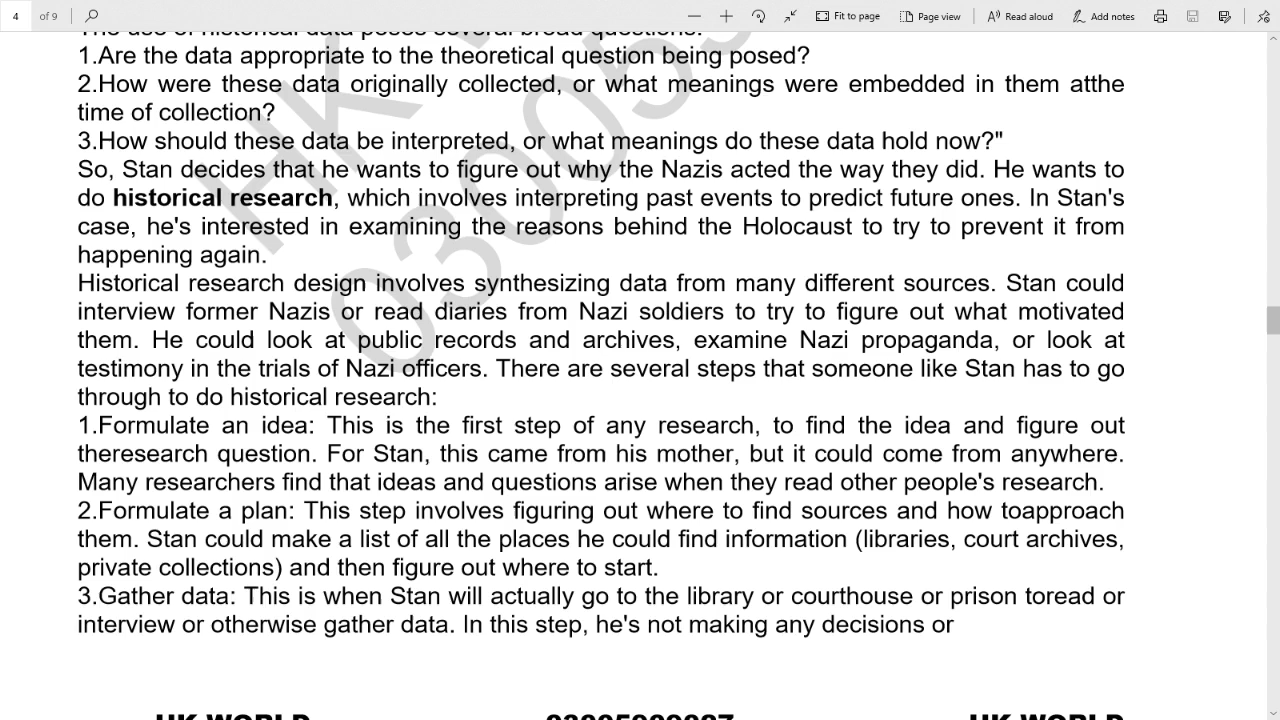 4 of 9 Fit to page Page view Read aloud Add notes
The use of historical data poses several broad questions:
1.Are the data appropriate to the theoretical question being posed?
2.How were these data originally collected, or what meanings were embedded in them atthe
time of collection?
3.How should these data be interpreted, or what meanings do these data hold now?"
So, Stan decides that he wants to figure out why the Nazis acted the way they did. He wants to
do historical research, which involves interpreting past events to predict future ones. In Stan's
case, he's interested in examining the reasons behind the Holocaust to try to prevent it from
happening again.
Historical research design involves synthesizing data from many different sources. Stan could
interview former Nazis or read diaries from Nazi soldiers to try to figure out what motivated
them. He could look at public records and archives, examine Nazi propaganda, or look at
testimony in the trials of Nazi officers. There are several steps that someone like Stan has to go
through to do historical research:
1.Formulate an idea: This is the first step of any research, to find the idea and figure out
theresearch question. For Stan, this came from his mother, but it could come from anywhere.
Many researchers find that ideas and questions arise when they read other people's research.
2.Formulate a plan: This step involves figuring out where to find sources and how toapproach
them. Stan could make a list of all the places he could find information (libraries, court archives,
private collections) and then figure out where to start.
3.Gather data: This is when Stan will actually go to the library or courthouse or prison toread or
interview or otherwise gather data. In this step, he's not making any decisions or
HK WORLD HK WORLD